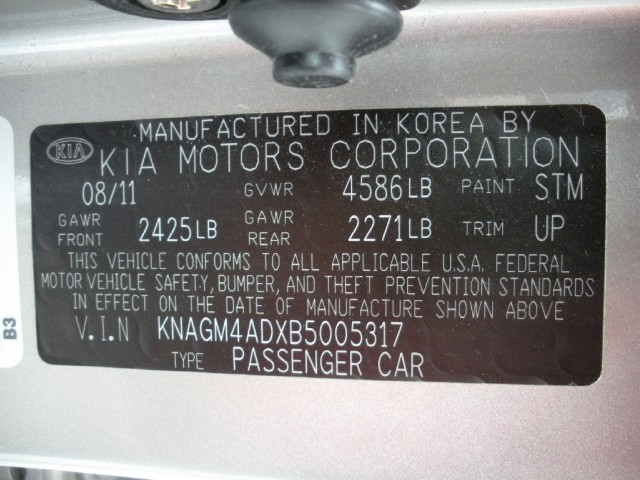 MANUFACTURED IN KOREA BY
KIA KIA MOTORS CORPORATION
08/11 GVWR 4586LB PAINT STM
GAWR FRONT 2425LB GAWR REAR 2271LB TRIM UP
THIS VEHICLE CONFORMS TO ALL APPLICABLE U.S.A. FEDERAL
MOTOR VEHICLE SAFETY, BUMPER, AND THEFT PREVENTION STANDARDS
IN EFFECT ON THE DATE OF MANUFACTURE SHOWN ABOVE
V.I.N KNAGM4ADXB5005317
TYPE PASSENGER CAR
B3